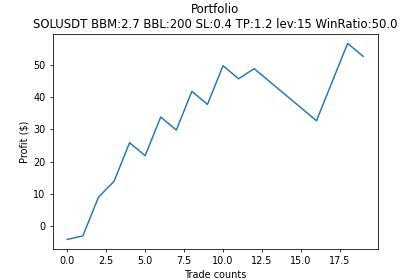 Portfolio
SOLUSDT BBM:2.7 BBL:200 SL:0.4 TP:1.2 lev:15 WinRatio:50.0
50
40
30
20
10
0
Profit ($)
0.0 2.5 5.0 7.5 10.0 12.5 15.0 17.5
Trade counts